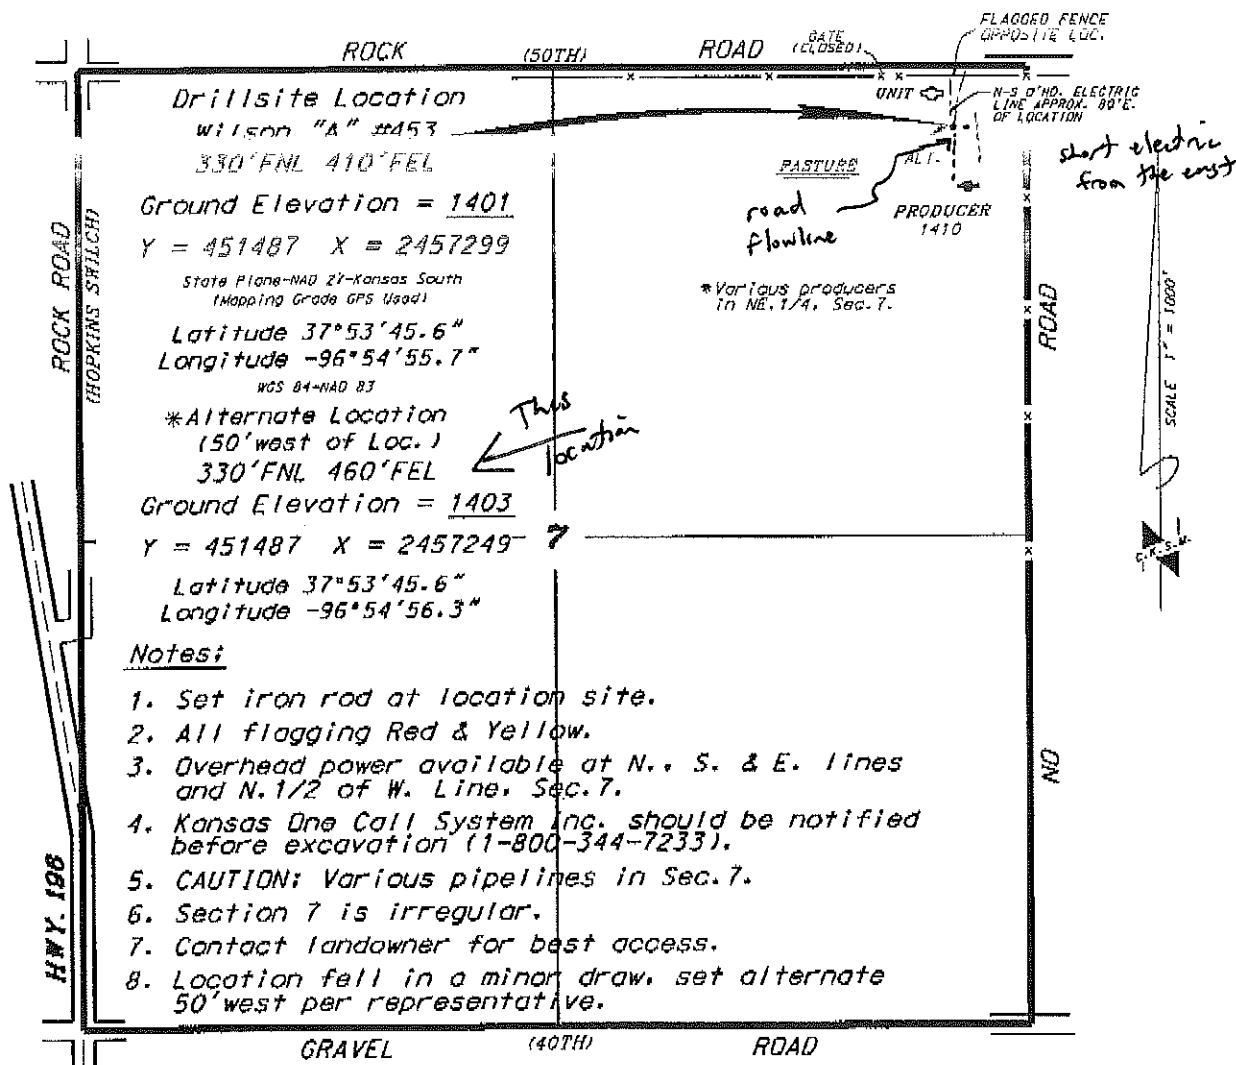 ROCK (50TH) ROAD
GATE
(CLOSED)
FLAGGED FENCE
OPPOSITE LOC.
Drillsite Location
Wilson "A" #453
330'FNL 410'FEL
Ground Elevation = 1401
Y = 451487 X = 2457299
State Plane-NAD 27-Kansas South
(Mapping Grade GPS Used)
Latitude 37°53'45.6"
Longitude -96°54'55.7"
WGS 84-NAD 83
*Alternate Location
(50'west of Loc.)
330'FNL 460'FEL
Ground Elevation = 1403
Y = 451487 X = 2457249
Latitude 37°53'45.6"
Longitude -96°54'56.3"
This
location
7
UNIT
N-S O'HD. ELECTRIC
LINE APPROX. 80'E.
OF LOCATION
PASTURE
ALT.
road
flowline
PRODUCER
1410
short electric
from the east
*Various producers
in NE.1/4, Sec.7.
ROCK ROAD
(HOPKINS SWITCH)
ROAD
NO
SCALE 1" = 1000'
C.K.S.W.
HWY. 196
Notes:
1. Set iron rod at location site.
2. All flagging Red & Yellow.
3. Overhead power available at N., S. & E. lines
and N.1/2 of W. Line, Sec.7.
4. Kansas One Call System Inc. should be notified
before excavation (1-800-344-7233).
5. CAUTION: Various pipelines in Sec.7.
6. Section 7 is irregular.
7. Contact landowner for best access.
8. Location fell in a minor draw, set alternate
50'west per representative.
GRAVEL (40TH) ROAD